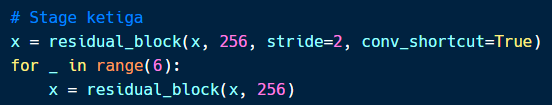 # Stage ketiga
x = residual_block(x, 256, stride=2, conv_shortcut=True)
for _ in range(6):
    x = residual_block(x, 256)